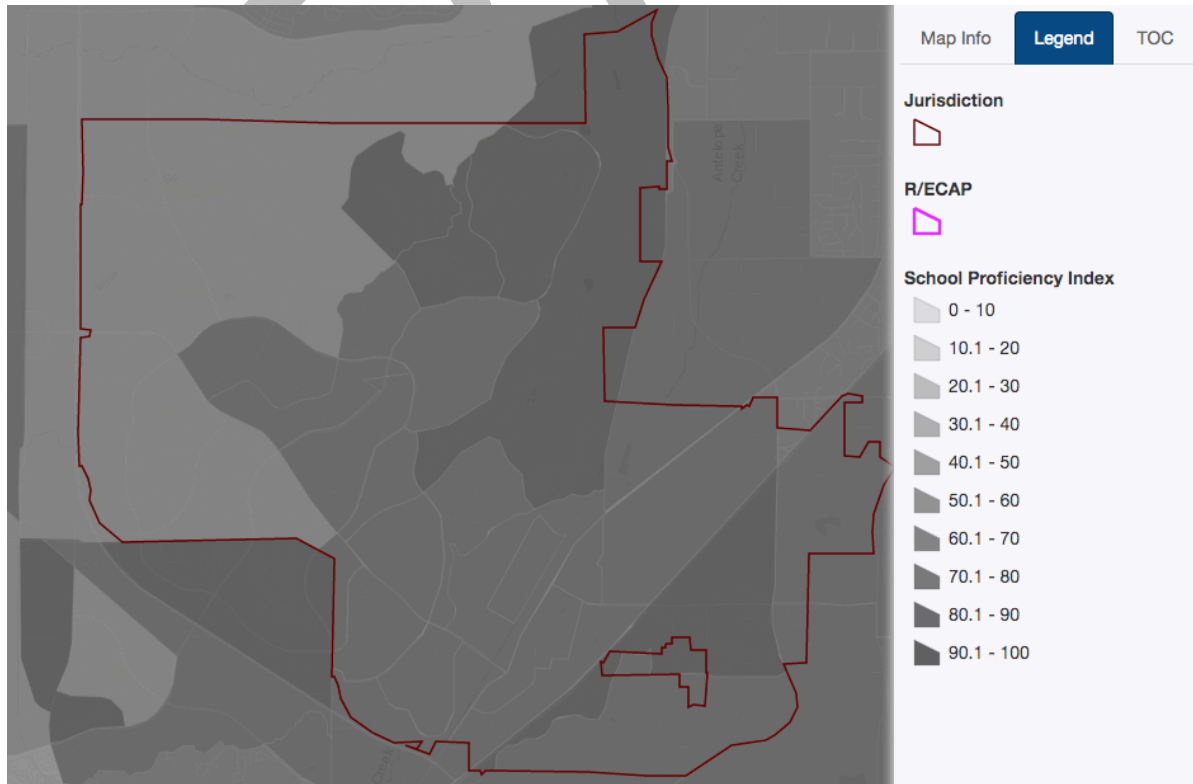 Map Info Legend TOC
Jurisdiction
R/ECAP
School Proficiency Index
0 - 10
10.1 - 20
20.1 - 30
30.1 - 40
40.1 - 50
50.1 - 60
60.1 - 70
70.1 - 80
80.1 - 90
90.1 - 100
Antelope
Creek
Creek